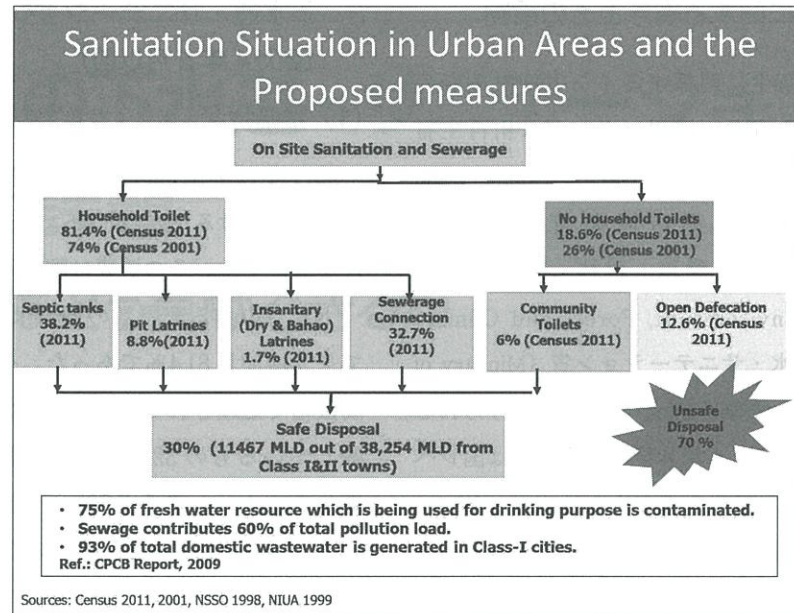 Sanitation Situation in Urban Areas and the
Proposed measures
On Site Sanitation and Sewerage
Household Toilet
81.4% (Census 2011)
74% (Census 2001)
No Household Toilets
18.6% (Census 2011)
26% (Census 2001)
Septic tanks
38.2%
(2011)
Pit Latrines
8.8%(2011)
Insanitary
(Dry & Bahao)
Latrines
1.7% (2011)
Sewerage
Connection
32.7%
(2011)
Community
Toilets
6% (Census 2011)
Open Defecation
12.6% (Census
2011)
Safe Disposal
30% (11467 MLD out of 38,254 MLD from
Class I&II towns)
Unsafe
Disposal
70 %
• 75% of fresh water resource which is being used for drinking purpose is contaminated.
• Sewage contributes 60% of total pollution load.
• 93% of total domestic wastewater is generated in Class-I cities.
Ref.: CPCB Report, 2009
Sources: Census 2011, 2001, NSSO 1998, NIUA 1999